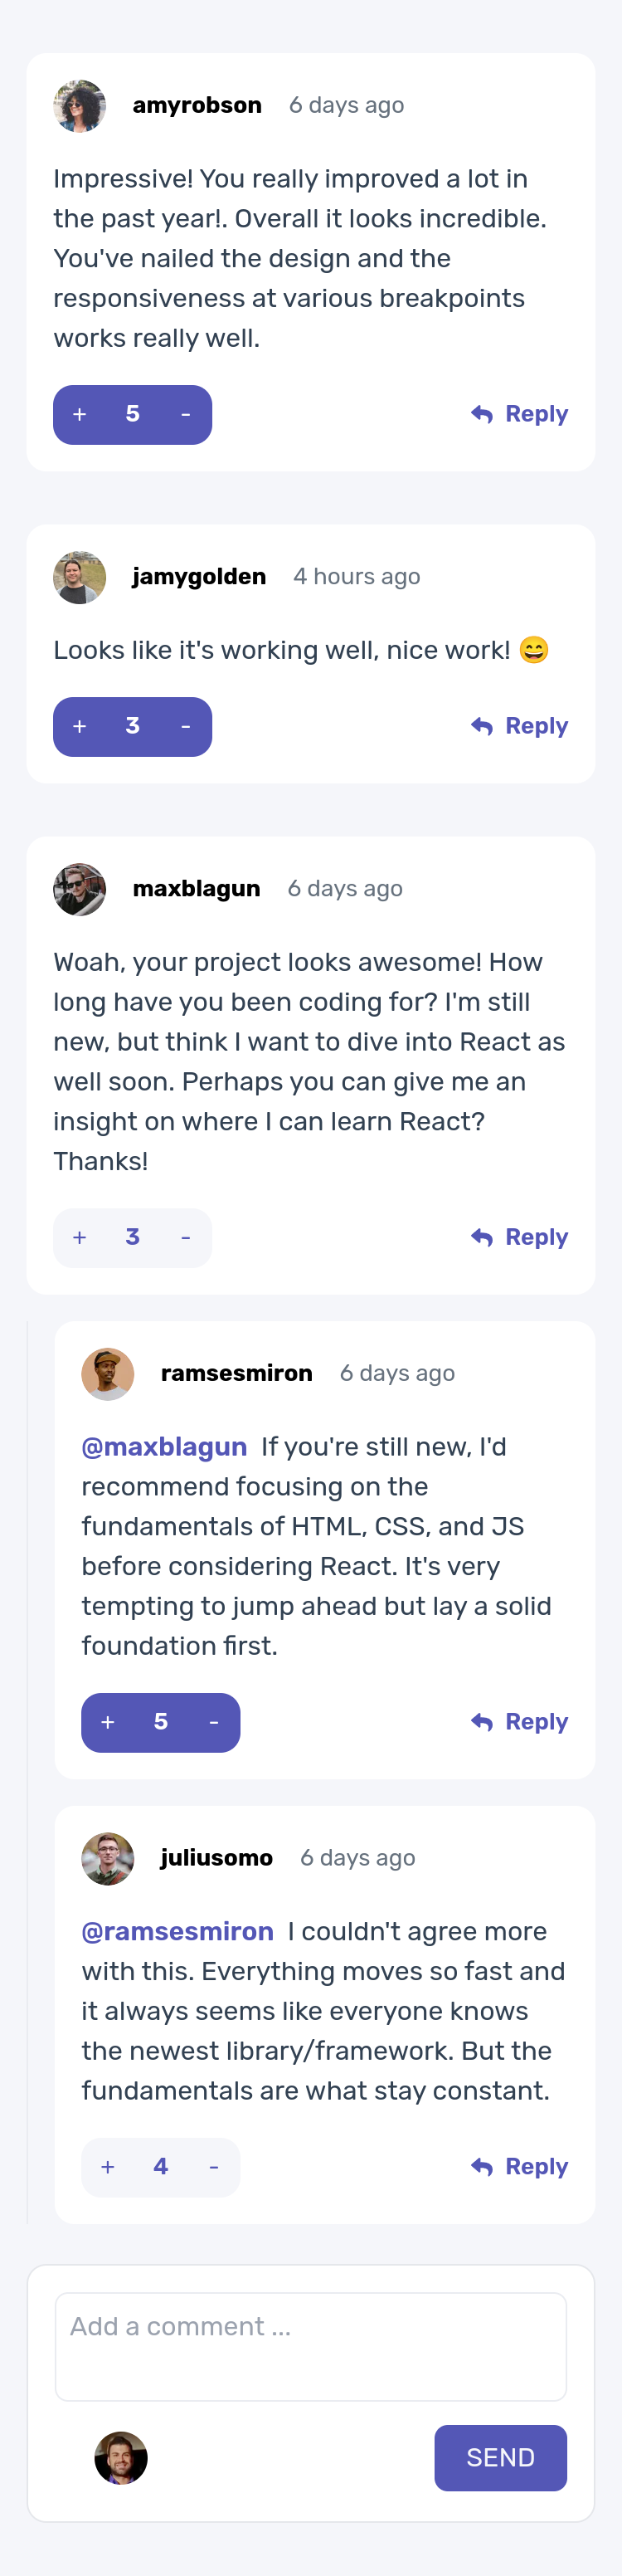 amyrobson 6 days ago
Impressive! You really improved a lot in
the past year!. Overall it looks incredible.
You've nailed the design and the
responsiveness at various breakpoints
works really well.
+ 5 - Reply
jamygolden 4 hours ago
Looks like it's working well, nice work! 😄
+ 3 - Reply
maxblagun 6 days ago
Woah, your project looks awesome! How
long have you been coding for? I'm still
new, but think I want to dive into React as
well soon. Perhaps you can give me an
insight on where I can learn React?
Thanks!
+ 3 - Reply
ramsesmiron 6 days ago
@maxblagun If you're still new, I'd
recommend focusing on the
fundamentals of HTML, CSS, and JS
before considering React. It's very
tempting to jump ahead but lay a solid
foundation first.
+ 5 - Reply
juliusomo 6 days ago
@ramsesmiron I couldn't agree more
with this. Everything moves so fast and
it always seems like everyone knows
the newest library/framework. But the
fundamentals are what stay constant.
+ 4 - Reply
Add a comment ...
SEND